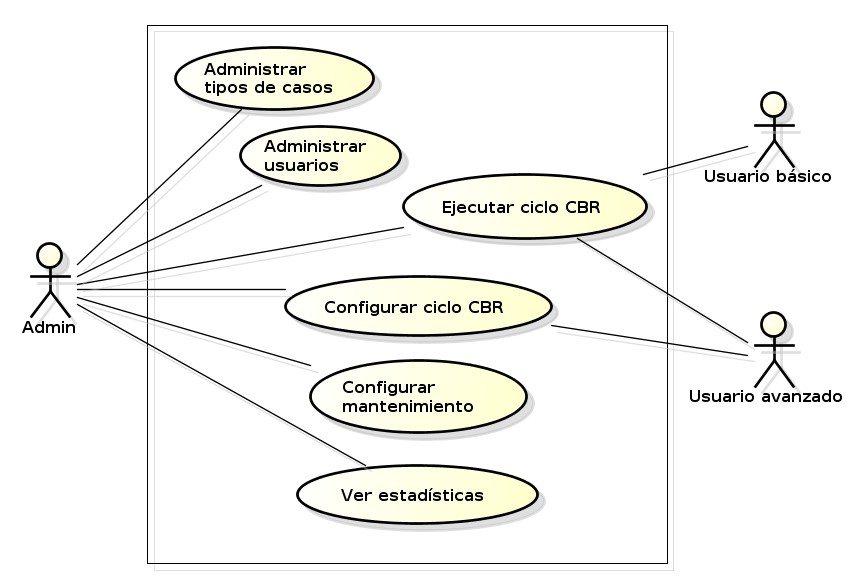 Administrar
tipos de casos
Administrar
usuarios
Usuario básico
Ejecutar ciclo CBR
Configurar ciclo CBR
Admin
Configurar
mantenimiento
Usuario avanzado
Ver estadísticas